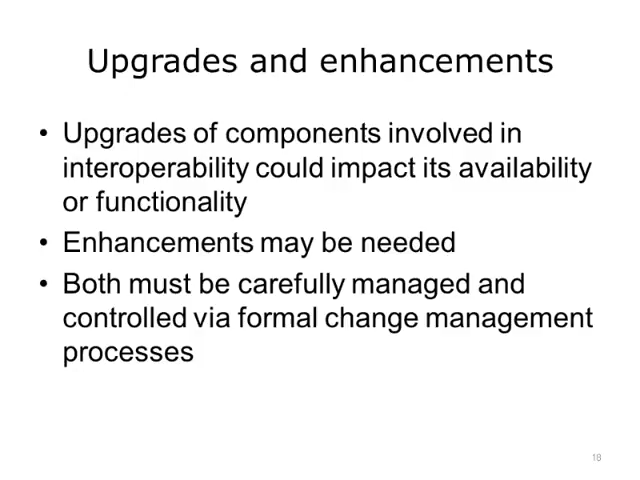 Upgrades and enhancements
• Upgrades of components involved in
interoperability could impact its availability
or functionality
• Enhancements may be needed
• Both must be carefully managed and
controlled via formal change management
processes
18